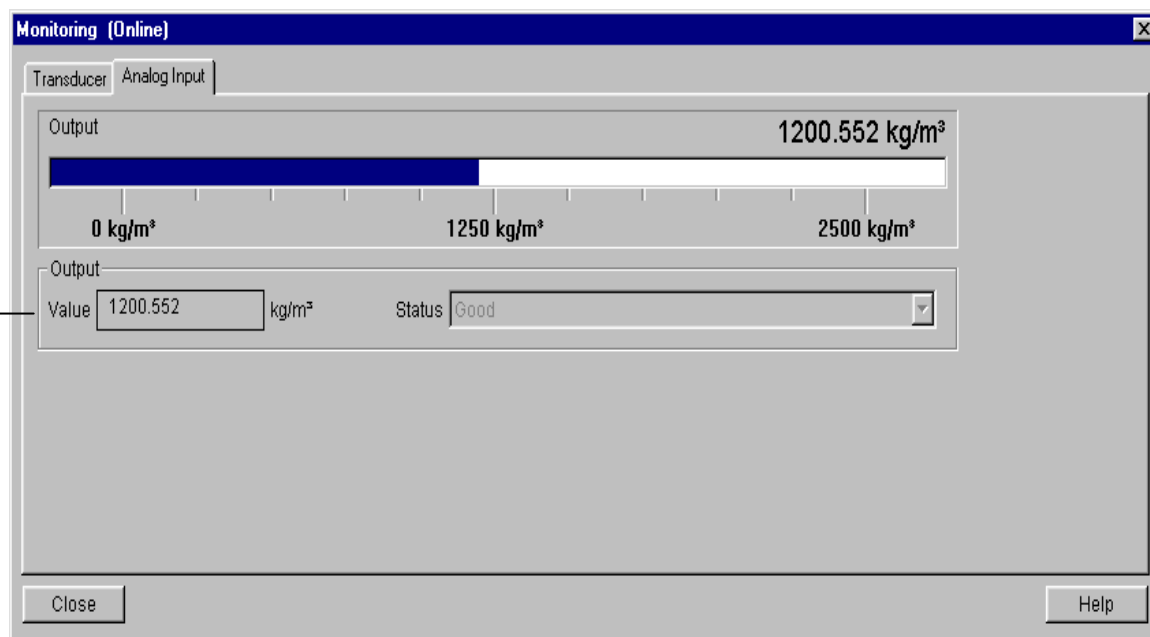 Monitoring (Online)
Transducer Analog Input
Output 1200.552 kg/m³
0 kg/m³ 1250 kg/m³ 2500 kg/m³
Output
Value 1200.552 kg/m³ Status Good
Close Help